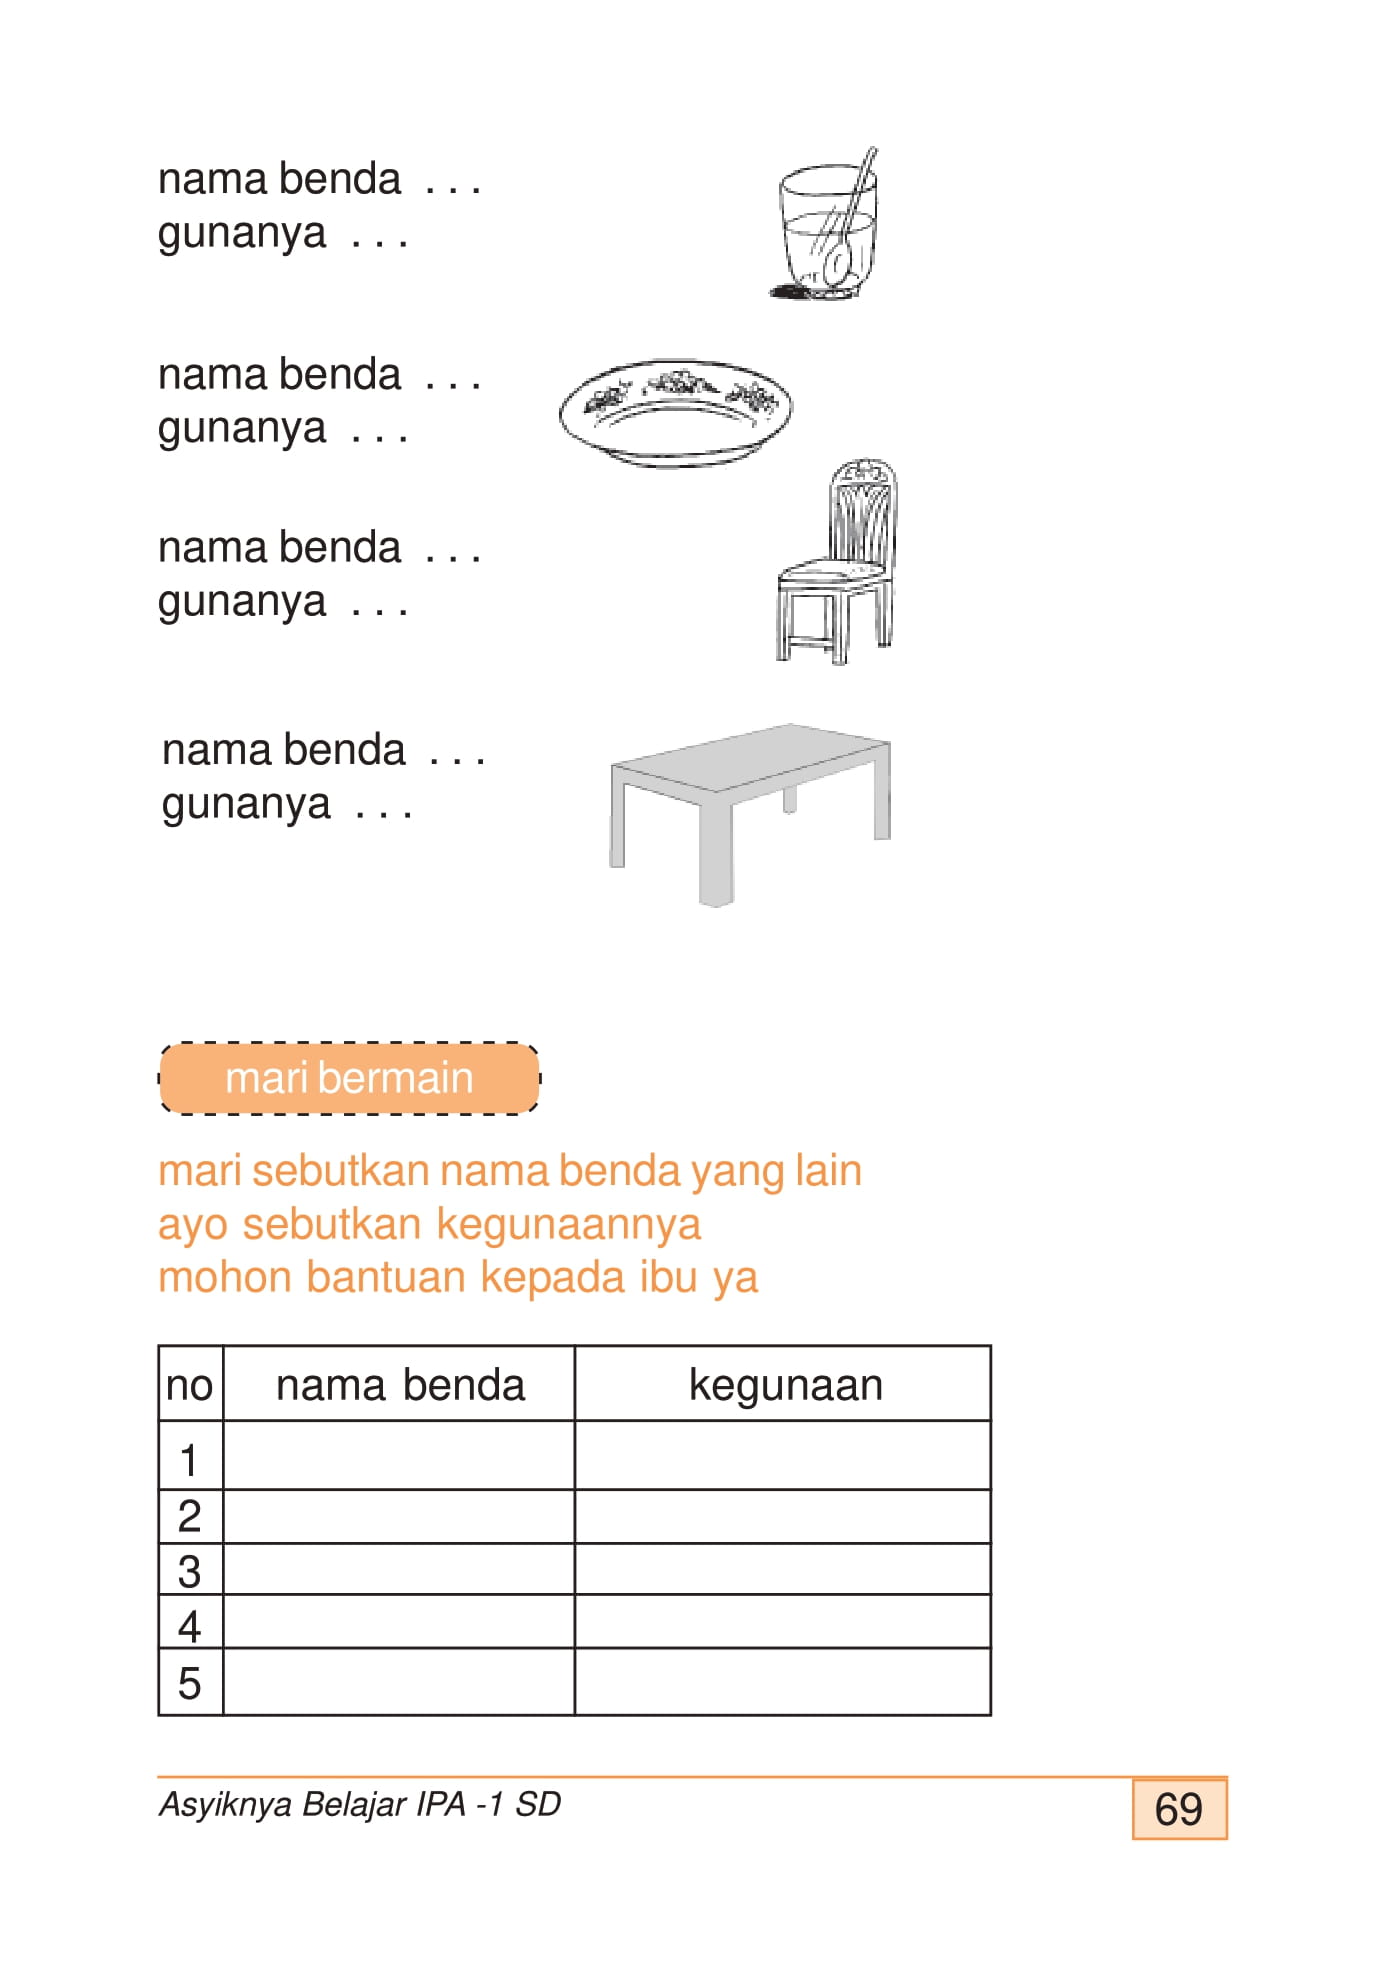 nama benda . . .
gunanya . . .
nama benda . . .
gunanya . . .
nama benda . . .
gunanya . . .
nama benda . . .
gunanya . . .
mari bermain
mari sebutkan nama benda yang lain
ayo sebutkan kegunaannya
mohon bantuan kepada ibu ya
no nama benda kegunaan
1
2
3
4
5
Asyiknya Belajar IPA -1 SD
69